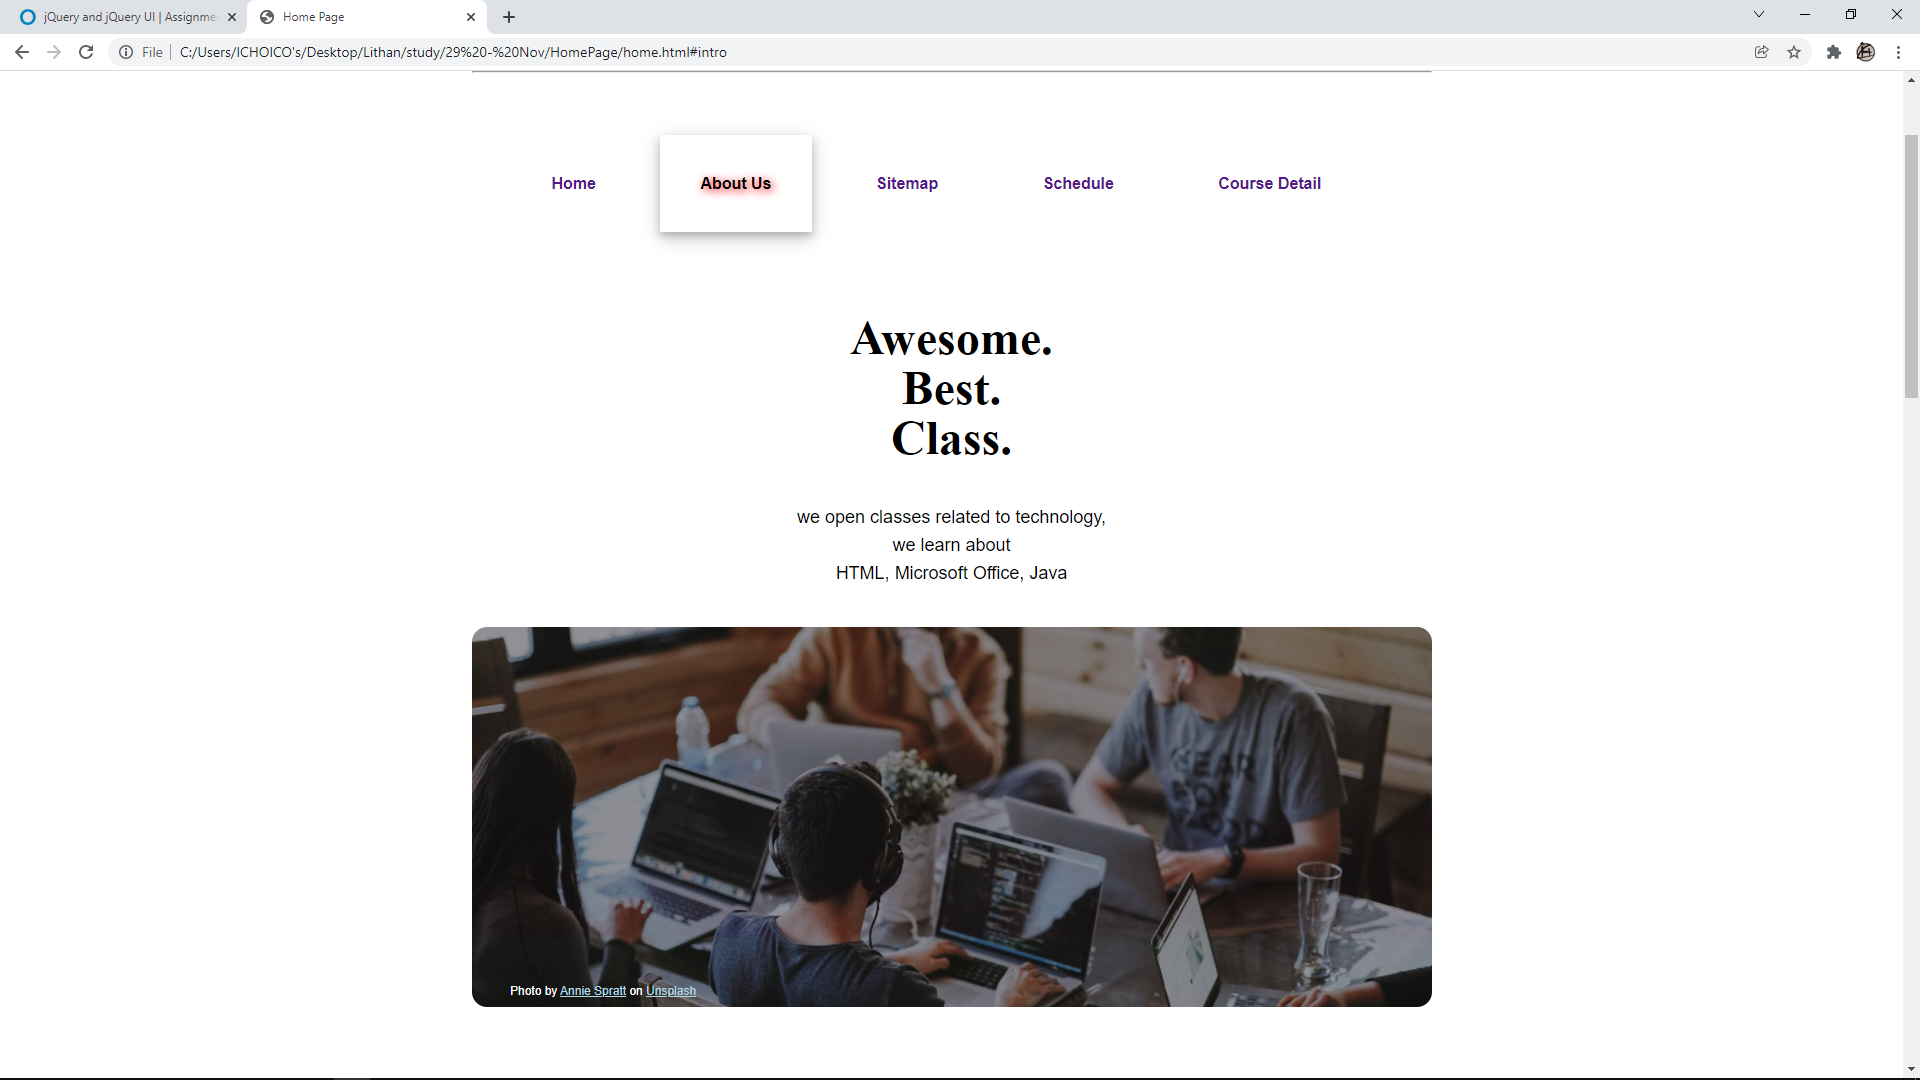 jQuery and jQuery UI | Assignme
Home Page
File
C:/Users/ICHOICO's/Desktop/Lithan/study/29%20-%20Nov/HomePage/home.html#intro
Home
About Us
Sitemap
Schedule
Course Detail
Awesome.
Best.
Class.
we open classes related to technology,
we learn about
HTML, Microsoft Office, Java
Photo by Annie Spratt on Unsplash